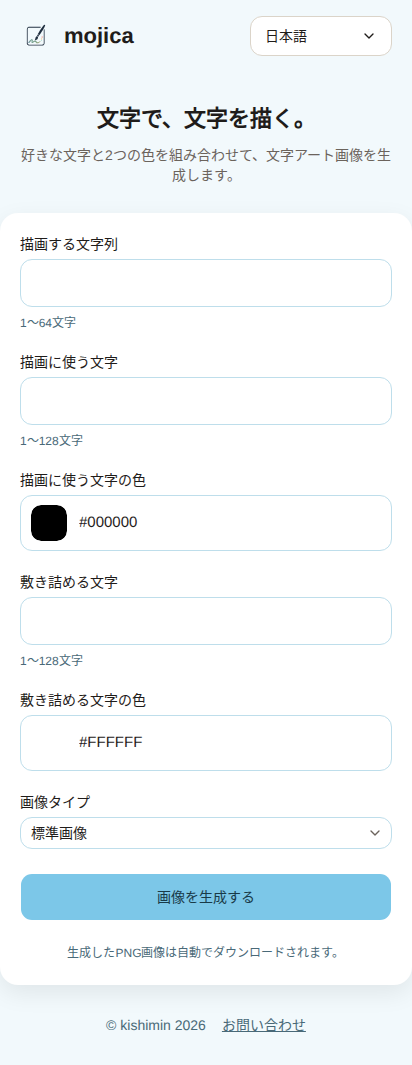 mojica
日本語
文字で、文字を描く。
好きな文字と2つの色を組み合わせて、文字アート画像を生
成します。
描画する文字列
1〜64文字
描画に使う文字
1〜128文字
描画に使う文字の色
#000000
敷き詰める文字
1〜128文字
敷き詰める文字の色
#FFFFFF
画像タイプ
標準画像
画像を生成する
生成したPNG画像は自動でダウンロードされます。
© kishimin 2026 お問い合わせ